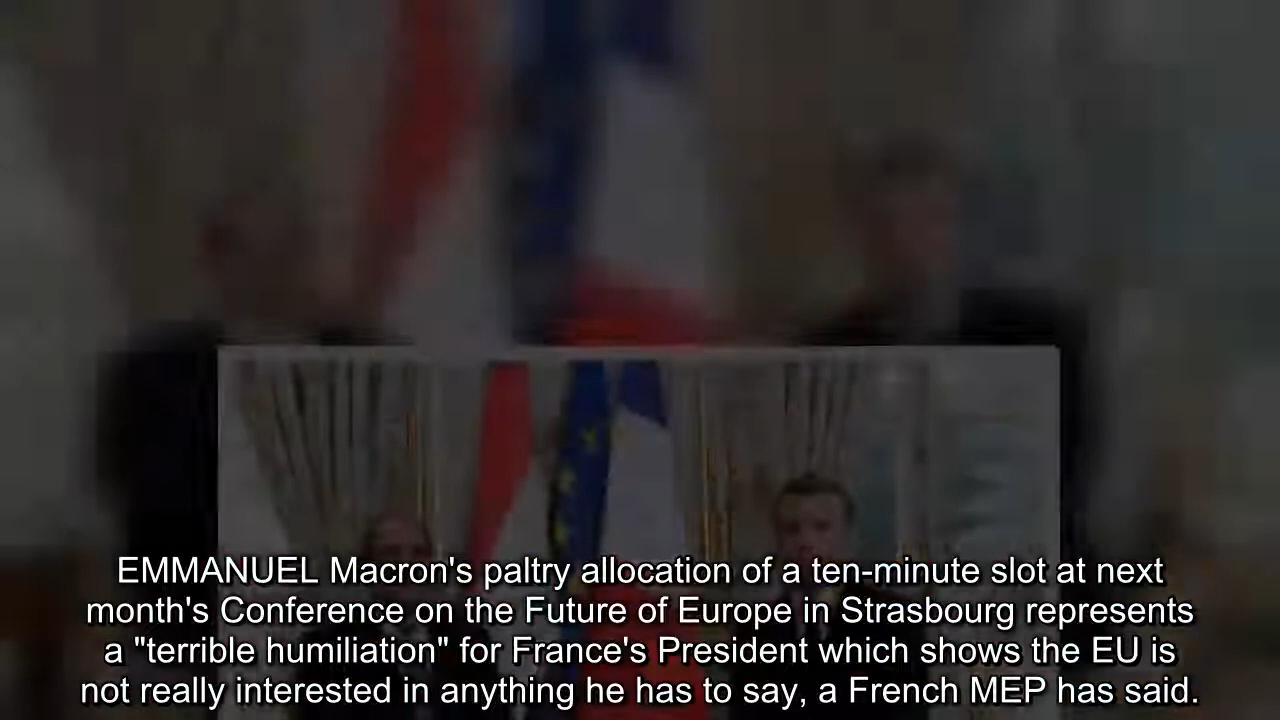 EMMANUEL Macron's paltry allocation of a ten-minute slot at next
month's Conference on the Future of Europe in Strasbourg represents
a "terrible humiliation" for France's President which shows the EU is
not really interested in anything he has to say, a French MEP has said.